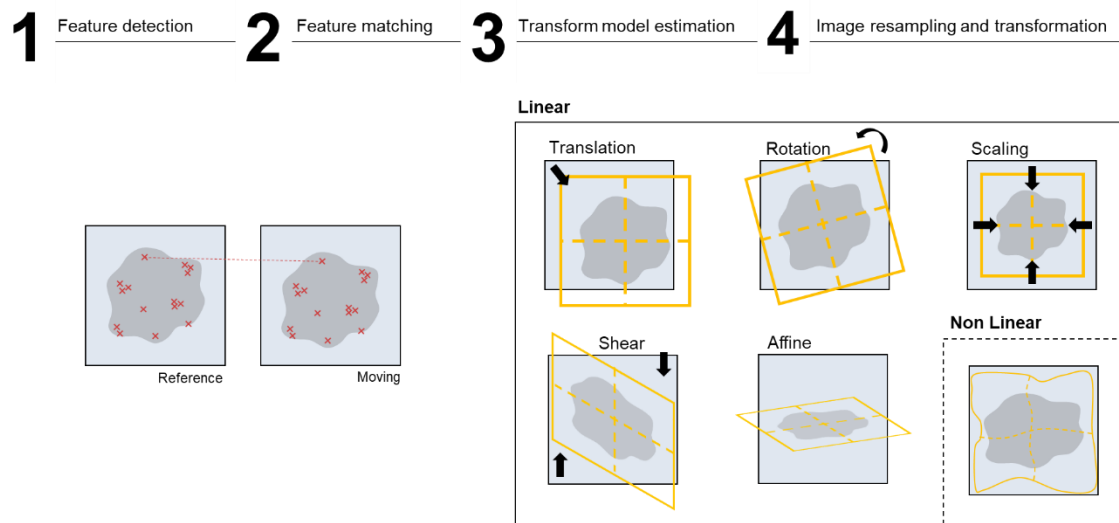 1 Feature detection
2 Feature matching
3 Transform model estimation
4 Image resampling and transformation
Linear
Translation
Rotation
Scaling
Reference
Moving
Shear
Affine
Non Linear